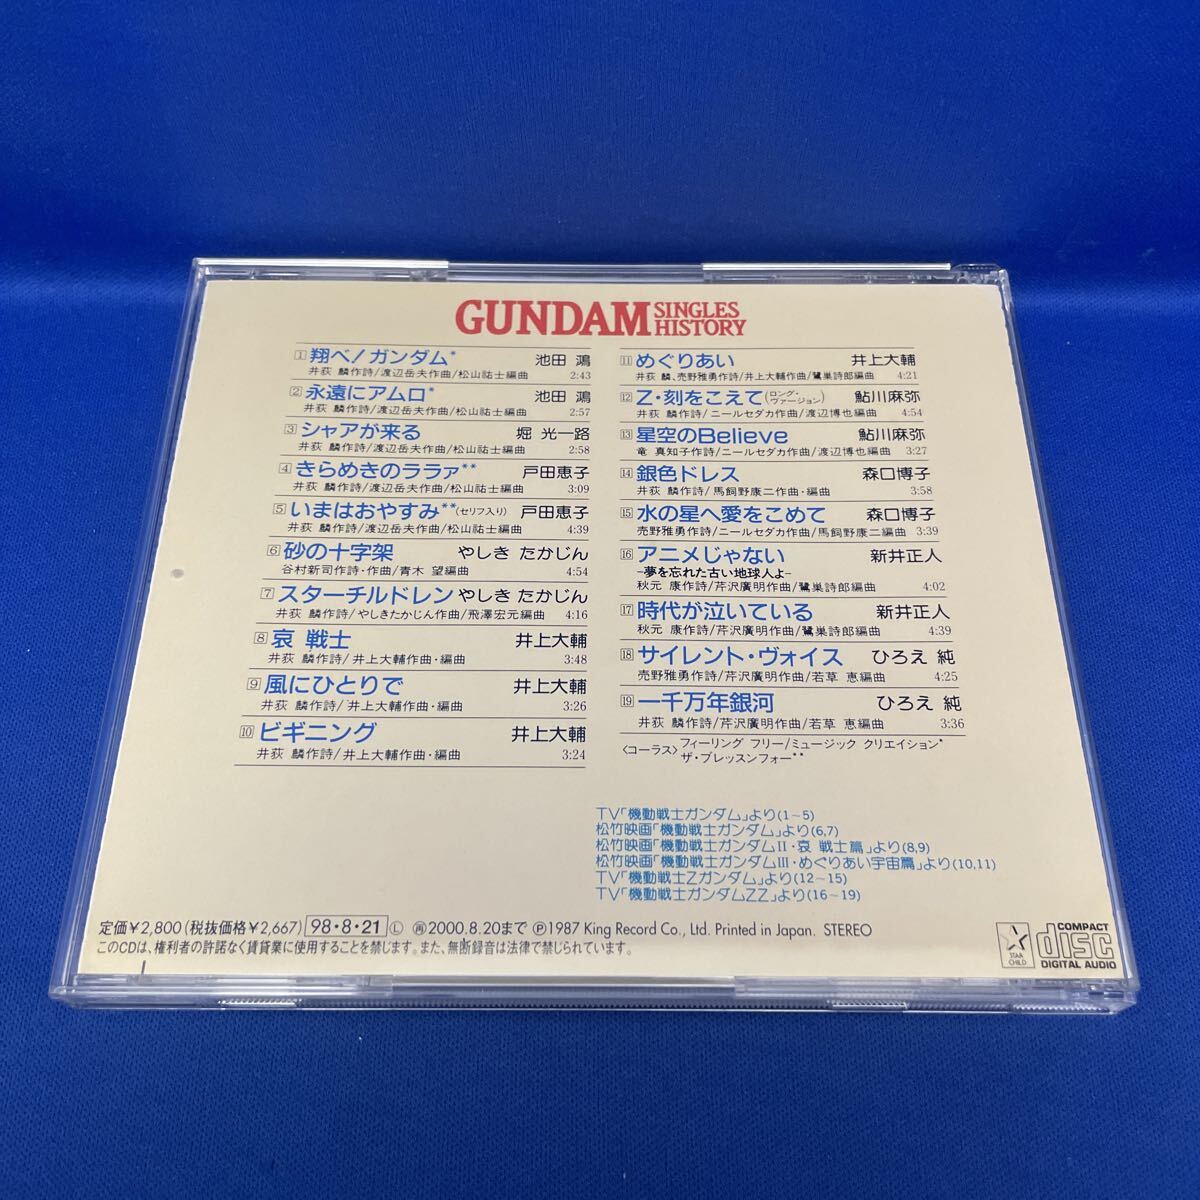 GUNDAM SINGLES HISTORY
1 翔べ!ガンダム* 池田 鴻
井荻 麟作詩/渡辺岳夫作曲/松山祐士編曲 2:43
2 永遠にアムロ* 池田 鴻
井荻 麟作詩/渡辺岳夫作曲/松山祐士編曲 2:57
3 シャアが来る 堀 光一路
井荻 麟作詩/渡辺岳夫作曲/松山祐士編曲 2:58
4 きらめきのララァ** 戸田恵子
井荻 麟作詩/渡辺岳夫作曲/松山祐士編曲 3:09
5 いまはおやすみ**(セリフ入り) 戸田恵子
井荻 麟作詩/渡辺岳夫作曲/松山祐士編曲 4:39
6 砂の十字架 やしき たかじん
谷村新司作詩・作曲/青木 望編曲 4:54
7 スターチルドレン やしき たかじん
井荻 麟作詩/やしきたかじん作曲/飛澤宏元編曲 4:16
8 哀 戦士 井上大輔
井荻 麟作詩/井上大輔作曲・編曲 3:48
9 風にひとりで 井上大輔
井荻 麟作詩/井上大輔作曲・編曲 3:26
10 ビギニング 井上大輔
井荻 麟作詩/井上大輔作曲・編曲 3:24
11 めぐりあい 井上大輔
井荻 麟、売野雅勇作詩/井上大輔作曲/鷺巣詩郎編曲 4:21
12 Z・刻をこえて(ロング・ヴァージョン) 鮎川麻弥
井荻 麟作詩/ニールセダカ作曲/渡辺博也編曲 4:54
13 星空のBelieve 鮎川麻弥
竜 真知子作詩/ニールセダカ作曲/渡辺博也編曲 3:27
14 銀色ドレス 森口博子
井荻 麟作詩/馬飼野康二作曲・編曲 3:58
15 水の星へ愛をこめて 森口博子
売野雅勇作詩/ニールセダカ作曲/馬飼野康二編曲 3:39
16 アニメじゃない 新井正人
-夢を忘れた古い地球人よ-
秋元 康作詩/芹沢廣明作曲/鷺巣詩郎編曲 4:02
17 時代が泣いている 新井正人
秋元 康作詩/芹沢廣明作曲/鷺巣詩郎編曲 4:39
18 サイレント・ヴォイス ひろえ 純
売野雅勇作詩/芹沢廣明作曲/若草 恵編曲 4:25
19 一千万年銀河 ひろえ 純
井荻 麟作詩/芹沢廣明作曲/若草 恵編曲 3:36
〈コーラス〉フィーリング フリー/ミュージック クリエイション*
ザ・ブレッスンフォー**
TV「機動戦士ガンダム」より(1~5)
松竹映画「機動戦士ガンダム」より(6,7)
松竹映画「機動戦士ガンダムII・哀 戦士篇」より(8,9)
松竹映画「機動戦士ガンダムIII・めぐりあい宇宙篇」より(10,11)
TV「機動戦士Zガンダム」より(12~15)
TV「機動戦士ガンダムZZ」より(16~19)
定価¥2,800(税抜価格¥2,667) 98・8・21 Ⓛ ㊐2000.8.20まで Ⓟ1987 King Record Co., Ltd. Printed in Japan. STEREO
このCDは、権利者の許諾なく賃貸業に使用することを禁じます。また、無断録音は法律で禁じられています。
STAR CHILD
COMPACT disc DIGITAL AUDIO